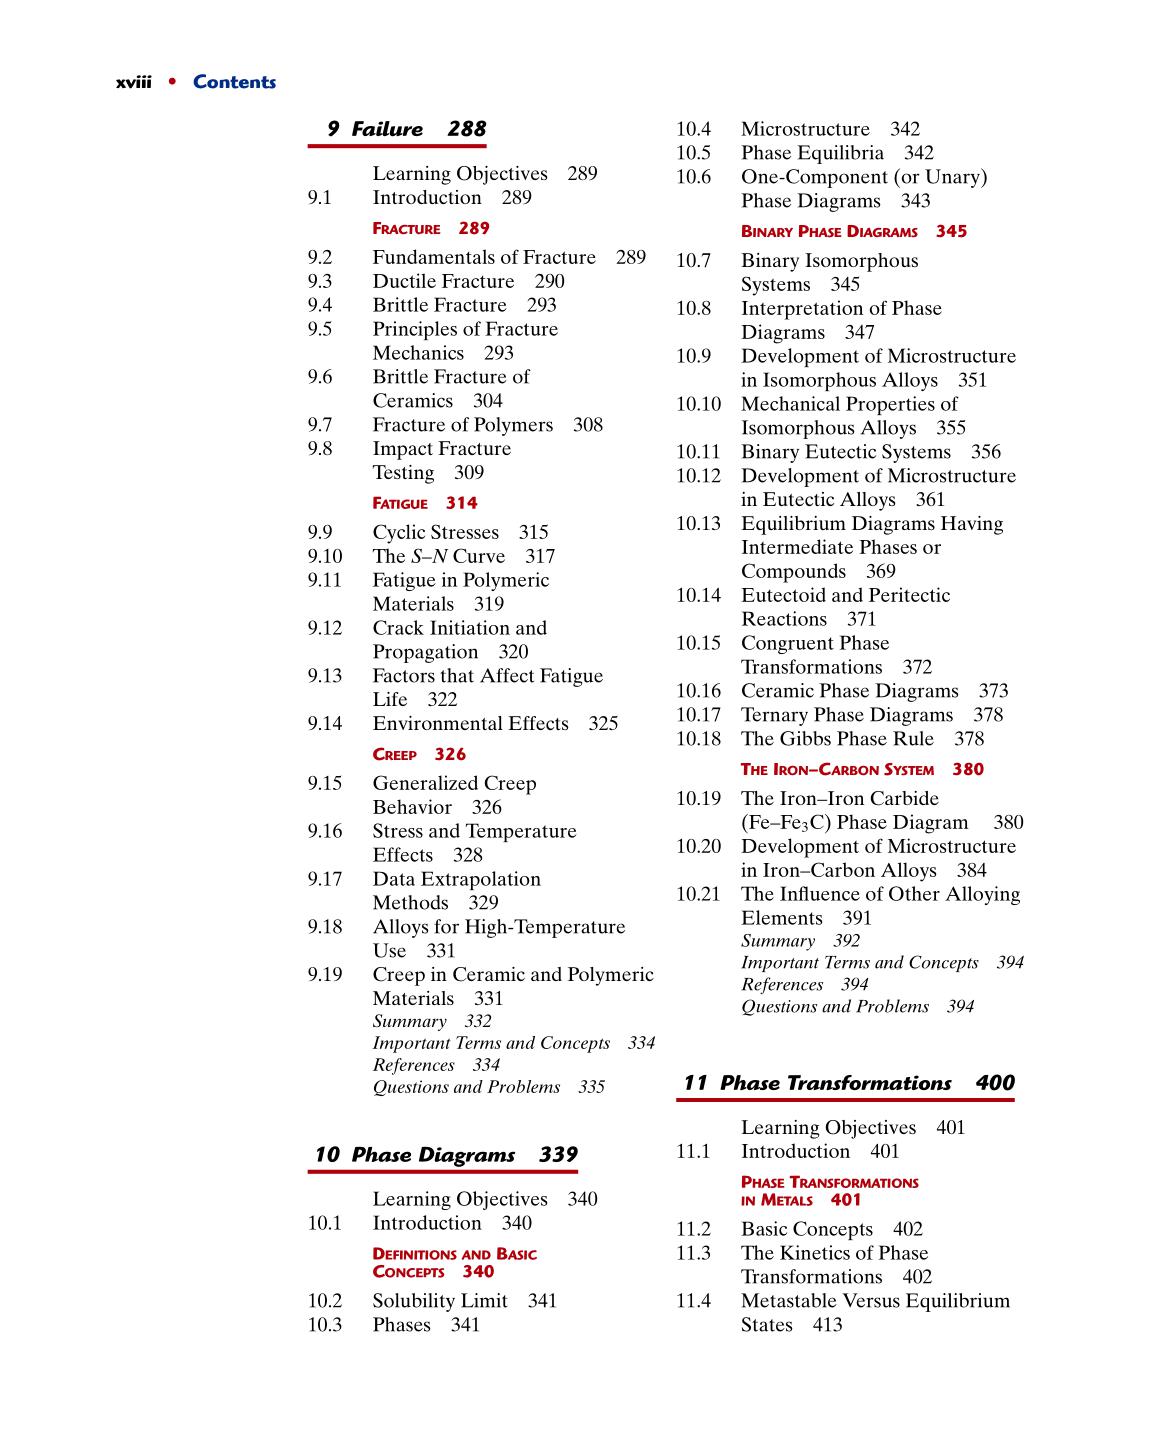 xviii • Contents
9 Failure 288
Learning Objectives 289
9.1 Introduction 289
FRACTURE 289
9.2 Fundamentals of Fracture 289
9.3 Ductile Fracture 290
9.4 Brittle Fracture 293
9.5 Principles of Fracture
Mechanics 293
9.6 Brittle Fracture of
Ceramics 304
9.7 Fracture of Polymers 308
9.8 Impact Fracture
Testing 309
FATIGUE 314
9.9 Cyclic Stresses 315
9.10 The S–N Curve 317
9.11 Fatigue in Polymeric
Materials 319
9.12 Crack Initiation and
Propagation 320
9.13 Factors that Affect Fatigue
Life 322
9.14 Environmental Effects 325
CREEP 326
9.15 Generalized Creep
Behavior 326
9.16 Stress and Temperature
Effects 328
9.17 Data Extrapolation
Methods 329
9.18 Alloys for High-Temperature
Use 331
9.19 Creep in Ceramic and Polymeric
Materials 331
Summary 332
Important Terms and Concepts 334
References 334
Questions and Problems 335
10 Phase Diagrams 339
Learning Objectives 340
10.1 Introduction 340
DEFINITIONS AND BASIC
CONCEPTS 340
10.2 Solubility Limit 341
10.3 Phases 341
10.4 Microstructure 342
10.5 Phase Equilibria 342
10.6 One-Component (or Unary)
Phase Diagrams 343
BINARY PHASE DIAGRAMS 345
10.7 Binary Isomorphous
Systems 345
10.8 Interpretation of Phase
Diagrams 347
10.9 Development of Microstructure
in Isomorphous Alloys 351
10.10 Mechanical Properties of
Isomorphous Alloys 355
10.11 Binary Eutectic Systems 356
10.12 Development of Microstructure
in Eutectic Alloys 361
10.13 Equilibrium Diagrams Having
Intermediate Phases or
Compounds 369
10.14 Eutectoid and Peritectic
Reactions 371
10.15 Congruent Phase
Transformations 372
10.16 Ceramic Phase Diagrams 373
10.17 Ternary Phase Diagrams 378
10.18 The Gibbs Phase Rule 378
THE IRON–CARBON SYSTEM 380
10.19 The Iron–Iron Carbide
(Fe–Fe₃C) Phase Diagram 380
10.20 Development of Microstructure
in Iron–Carbon Alloys 384
10.21 The Influence of Other Alloying
Elements 391
Summary 392
Important Terms and Concepts 394
References 394
Questions and Problems 394
11 Phase Transformations 400
Learning Objectives 401
11.1 Introduction 401
PHASE TRANSFORMATIONS
IN METALS 401
11.2 Basic Concepts 402
11.3 The Kinetics of Phase
Transformations 402
11.4 Metastable Versus Equilibrium
States 413